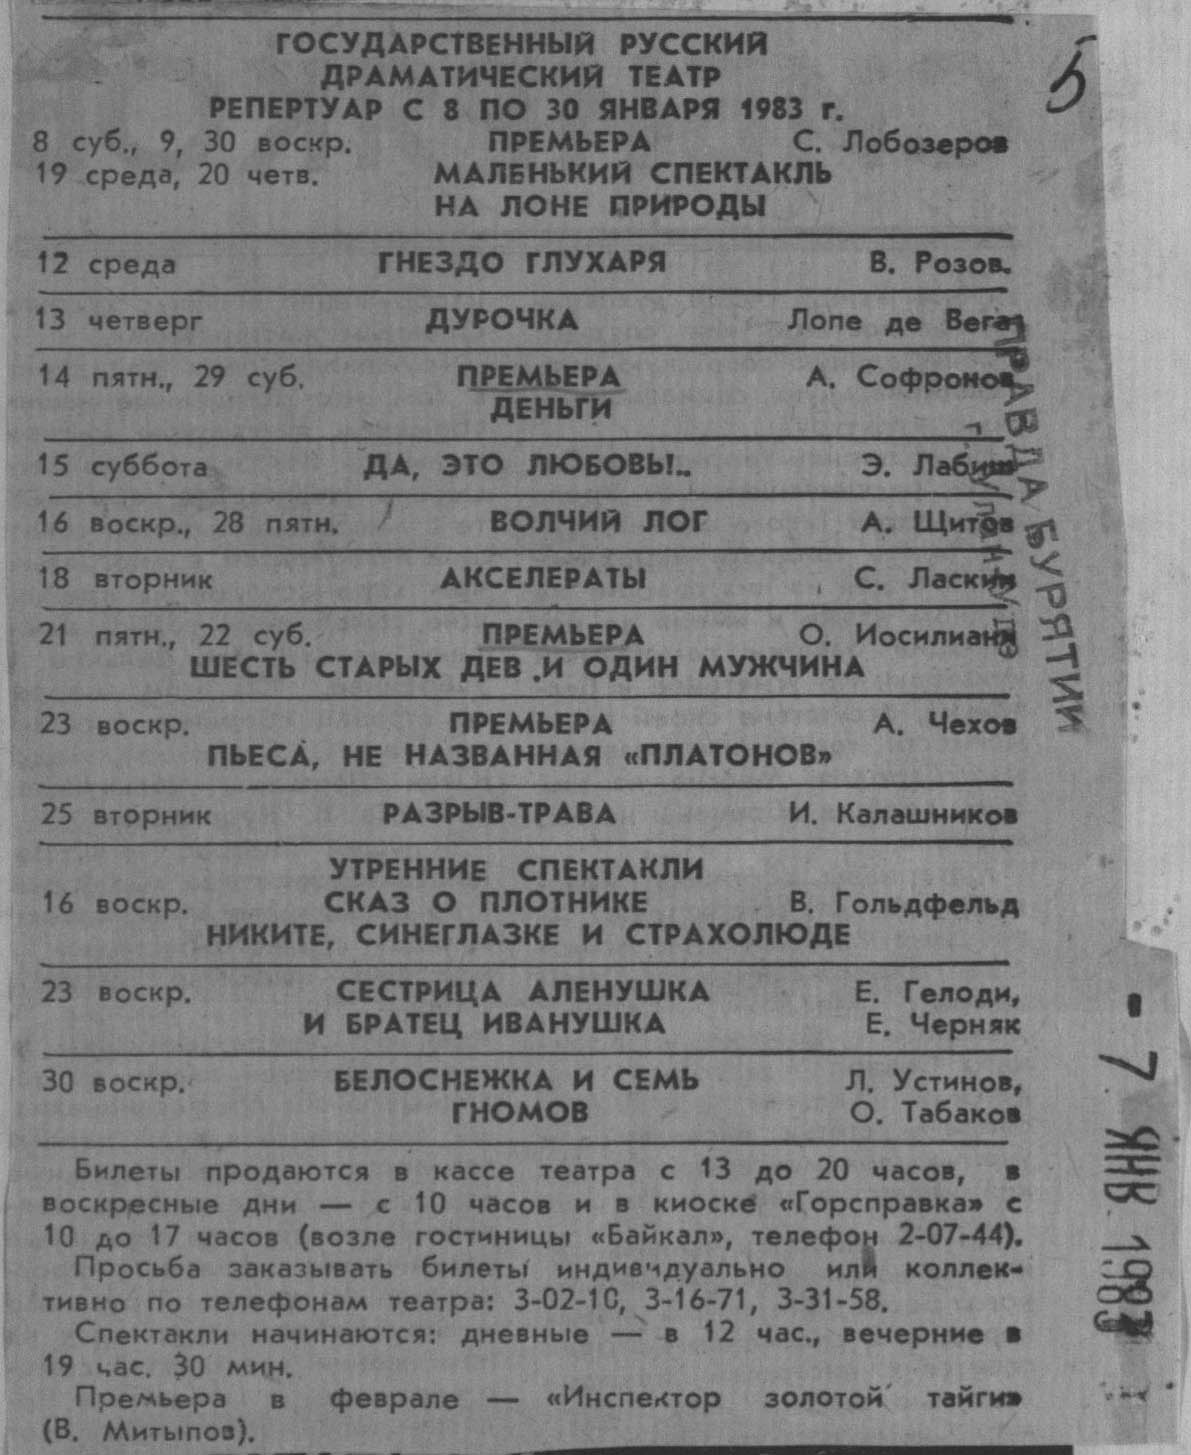 ГОСУДАРСТВЕННЫЙ РУССКИЙ
ДРАМАТИЧЕСКИЙ ТЕАТР
РЕПЕРТУАР С 8 ПО 30 ЯНВАРЯ 1983 г.
5
8 суб., 9, 30 воскр. ПРЕМЬЕРА С. Лобозеров
19 среда, 20 четв. МАЛЕНЬКИЙ СПЕКТАКЛЬ
НА ЛОНЕ ПРИРОДЫ
12 среда ГНЕЗДО ГЛУХАРЯ В. Розов.
13 четверг ДУРОЧКА Лопе де Вега
14 пятн., 29 суб. ПРЕМЬЕРА А. Софронов
ДЕНЬГИ
15 суббота ДА, ЭТО ЛЮБОВЬ!.. Э. Лабиш
16 воскр., 28 пятн. ВОЛЧИЙ ЛОГ А. Щитов
18 вторник АКСЕЛЕРАТЫ С. Ласкин
21 пятн., 22 суб. ПРЕМЬЕРА О. Иосилиани
ШЕСТЬ СТАРЫХ ДЕВ И ОДИН МУЖЧИНА
23 воскр. ПРЕМЬЕРА А. Чехов
ПЬЕСА, НЕ НАЗВАННАЯ «ПЛАТОНОВ»
25 вторник РАЗРЫВ-ТРАВА И. Калашников
УТРЕННИЕ СПЕКТАКЛИ
16 воскр. СКАЗ О ПЛОТНИКЕ В. Гольдфельд
НИКИТЕ, СИНЕГЛАЗКЕ И СТРАХОЛЮДЕ
23 воскр. СЕСТРИЦА АЛЕНУШКА Е. Гелоди,
И БРАТЕЦ ИВАНУШКА Е. Черняк
30 воскр. БЕЛОСНЕЖКА И СЕМЬ Л. Устинов,
ГНОМОВ О. Табаков
Билеты продаются в кассе театра с 13 до 20 часов, в
воскресные дни — с 10 часов и в киоске «Горсправка» с
10 до 17 часов (возле гостиницы «Байкал», телефон 2-07-44).
Просьба заказывать билеты индивидуально или коллек-
тивно по телефонам театра: 3-02-10, 3-16-71, 3-31-58.
Спектакли начинаются: дневные — в 12 час., вечерние в
19 час. 30 мин.
Премьера в феврале — «Инспектор золотой тайги»
(В. Митыпов).
ПРАВДА БУРЯТИИ
г. Улан-Удэ
- 7 ЯНВ 1983